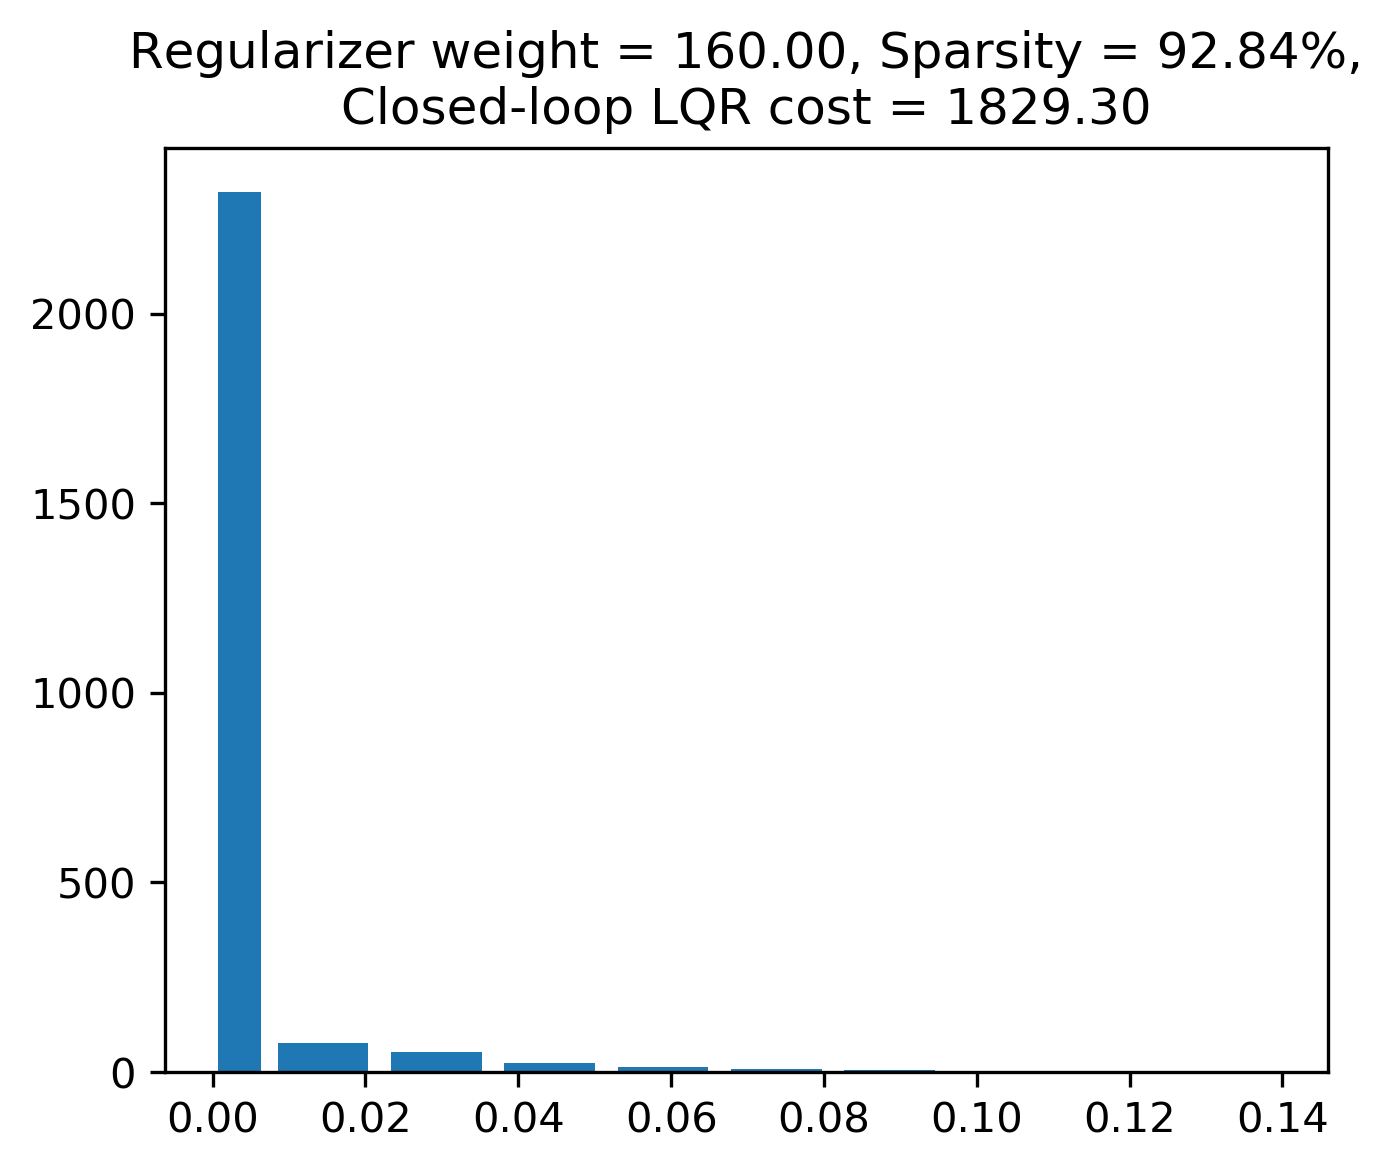 Regularizer weight = 160.00, Sparsity = 92.84%,
Closed-loop LQR cost = 1829.30
2000
1500
1000
500
0
0.00 0.02 0.04 0.06 0.08 0.10 0.12 0.14